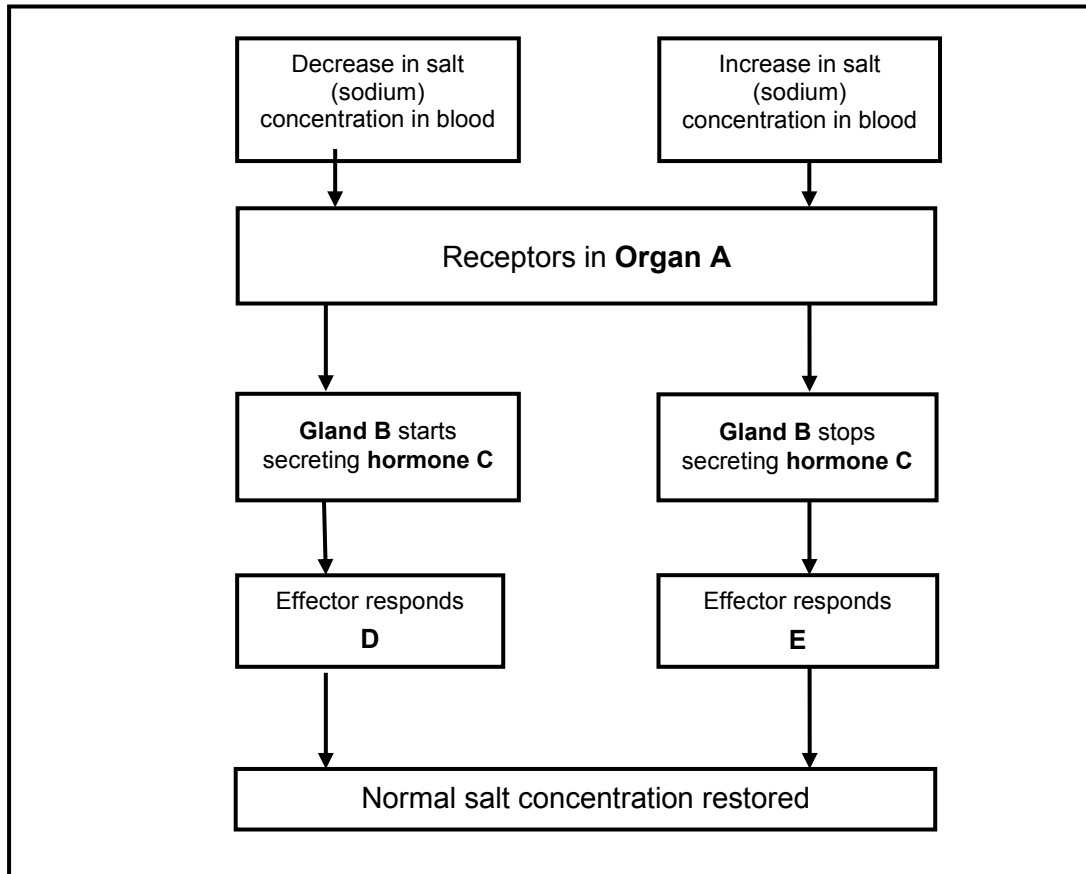 Decrease in salt
(sodium)
concentration in blood
Increase in salt
(sodium)
concentration in blood
Receptors in Organ A
Gland B starts
secreting hormone C
Gland B stops
secreting hormone C
Effector responds
D
Effector responds
E
Normal salt concentration restored